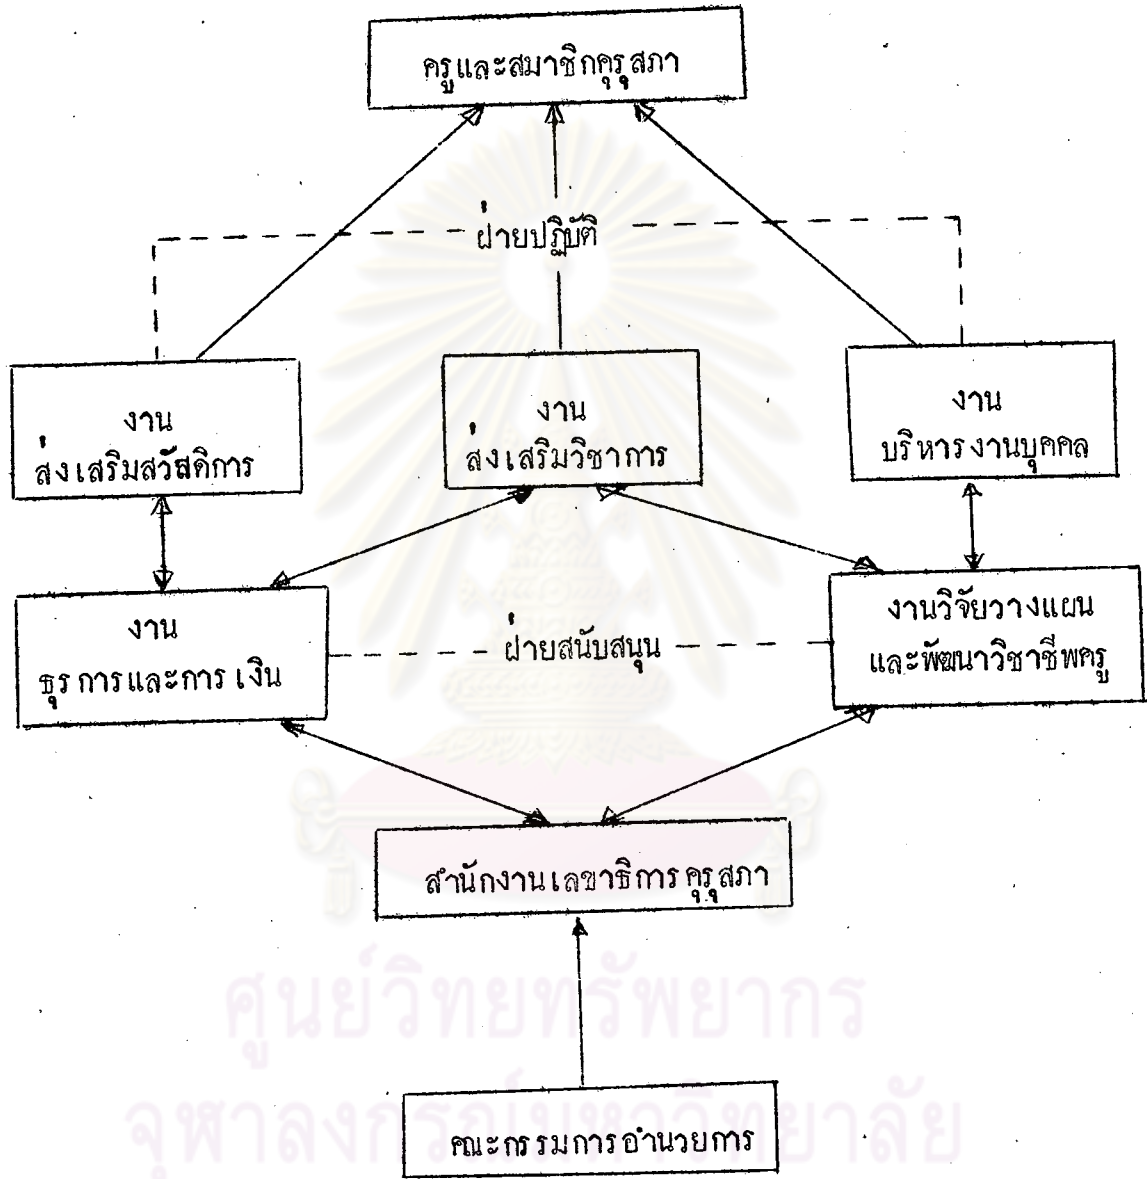 ครูและสมาชิกคุรุสภา
ฝ่ายปฏิบัติ
งาน
ส่งเสริมสวัสดิการ
งาน
ส่งเสริมวิชาการ
งาน
บริหารงานบุคคล
งาน
ธุรการและการเงิน
ฝ่ายสนับสนุน
งานวิจัยวางแผน
และพัฒนาวิชาชีพครู
สำนักงานเลขาธิการคุรุสภา
คณะกรรมการอำนวยการ
ศูนย์วิทยทรัพยากร
จุฬาลงกรณ์มหาวิทยาลัย